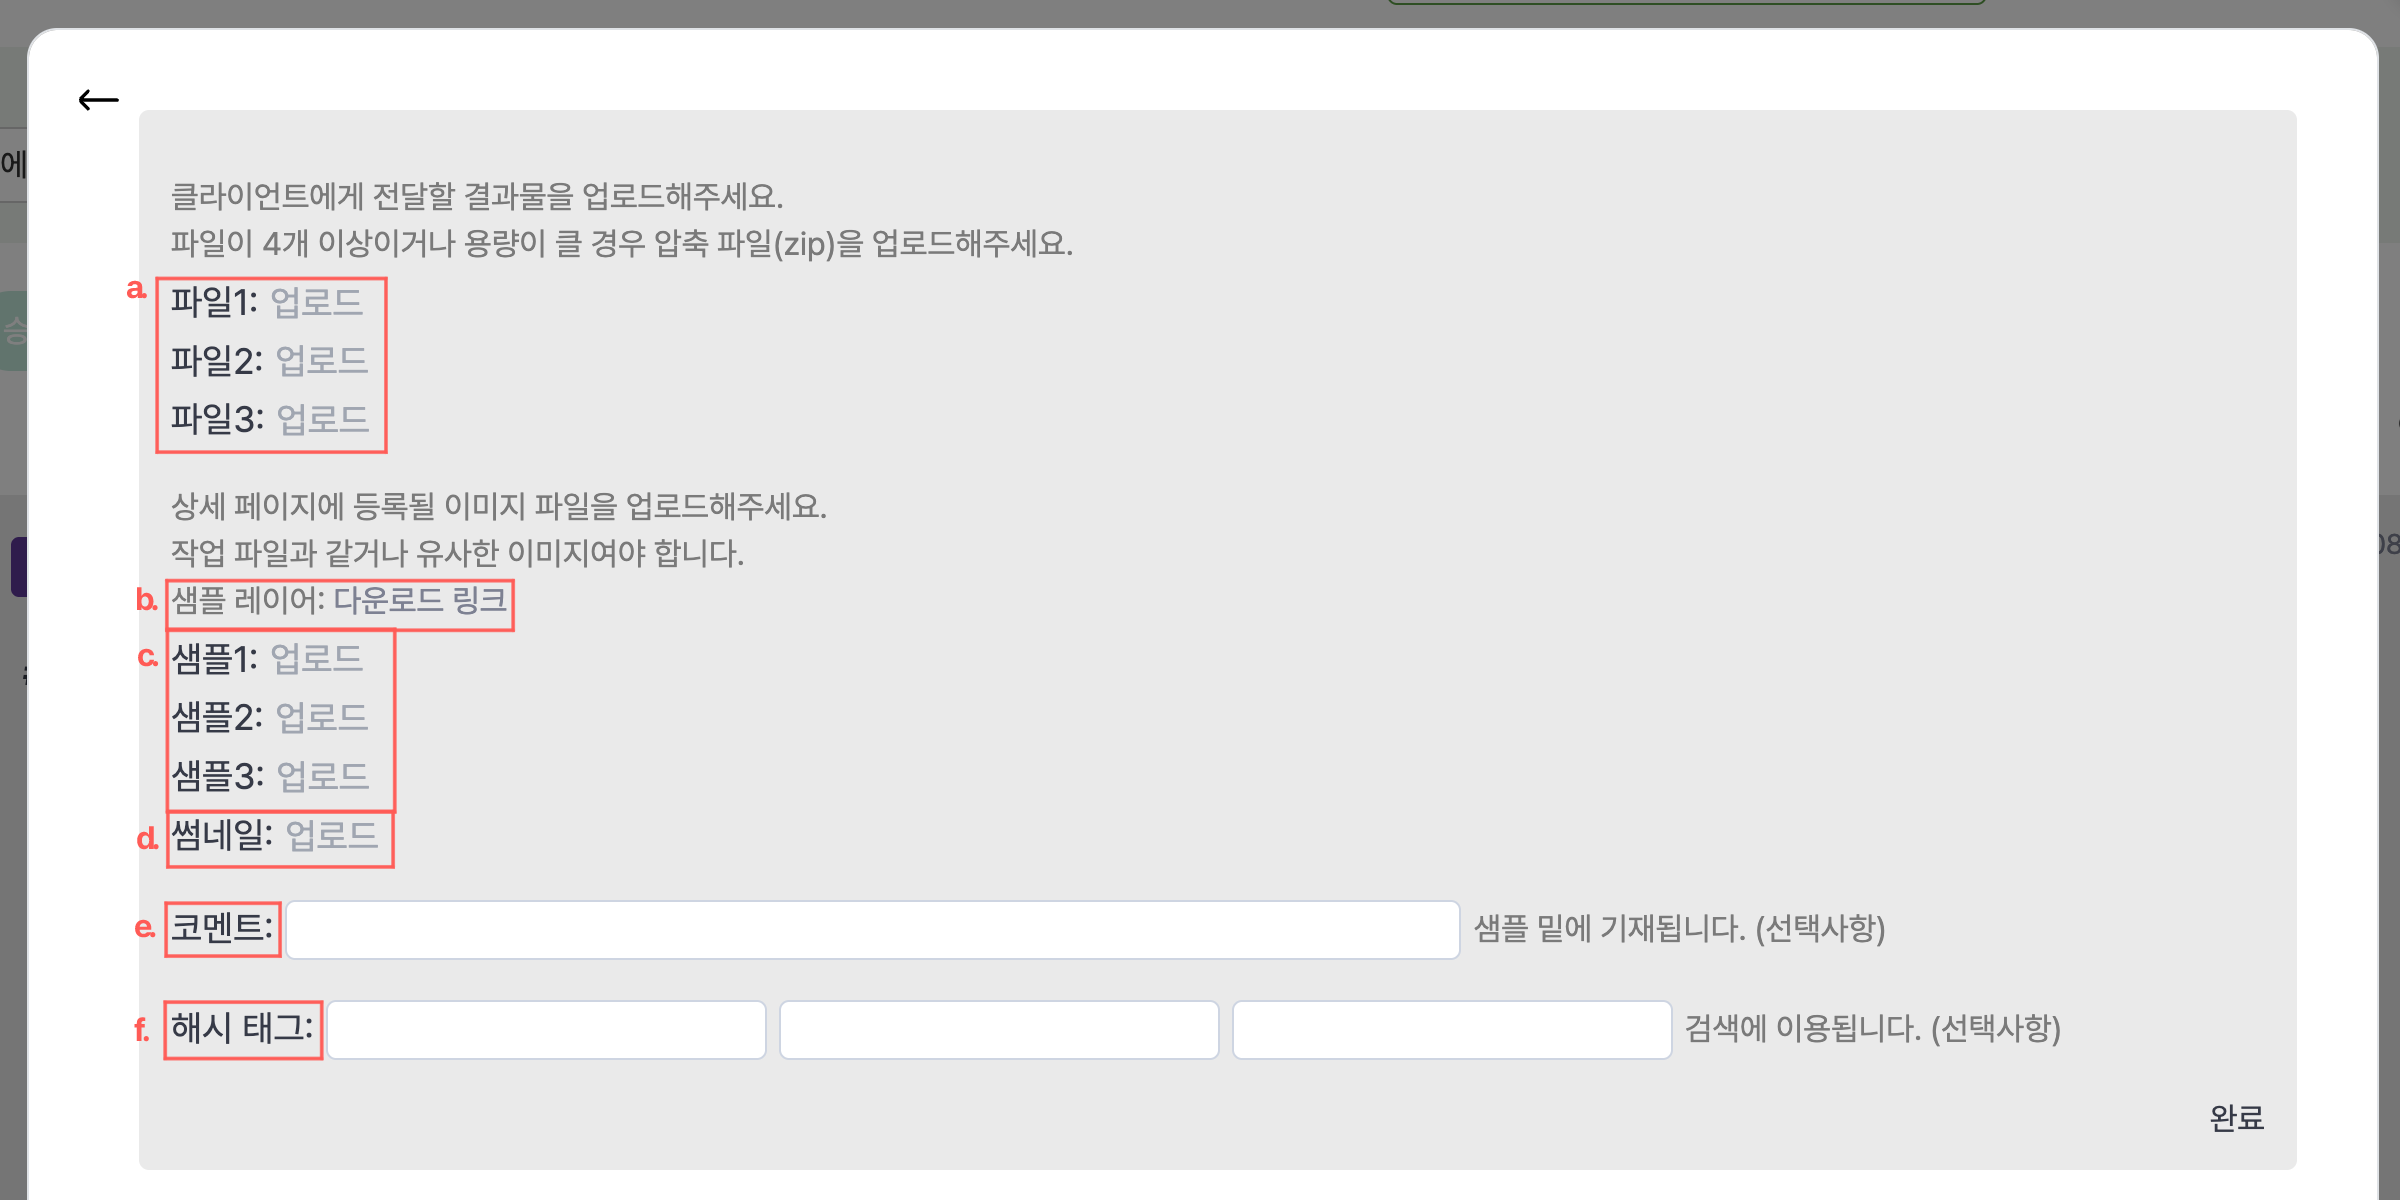 에
클라이언트에게 전달할 결과물을 업로드해주세요.
파일이 4개 이상이거나 용량이 클 경우 압축 파일(zip)을 업로드해주세요.
a. 파일1: 업로드
승
파일2: 업로드
파일3: 업로드
상세 페이지에 등록될 이미지 파일을 업로드해주세요.
08
작업 파일과 같거나 유사한 이미지여야 합니다.
b. 샘플 레이어: 다운로드 링크
c. 샘플1: 업로드
샘플2: 업로드
샘플3: 업로드
d. 썸네일: 업로드
e. 코멘트: 샘플 밑에 기재됩니다. (선택사항)
f. 해시 태그: 검색에 이용됩니다. (선택사항)
완료